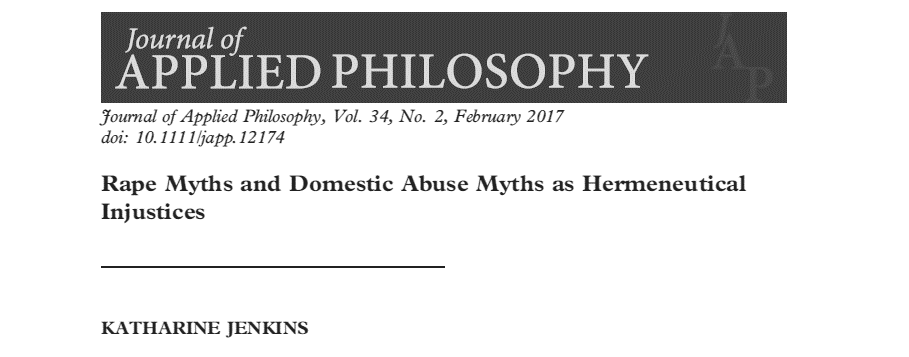 Journal of
APPLIED PHILOSOPHY
JAP
Journal of Applied Philosophy, Vol. 34, No. 2, February 2017
doi: 10.1111/japp.12174
Rape Myths and Domestic Abuse Myths as Hermeneutical
Injustices
KATHARINE JENKINS